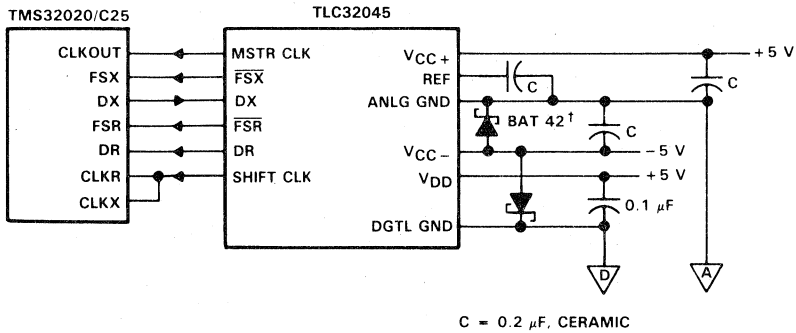 TMS32020/C25
TLC32045
CLKOUT
FSX
DX
FSR
DR
CLKR
CLKX
MSTR CLK
FSX
DX
FSR
DR
SHIFT CLK
VCC+
REF
ANLG GND
VCC−
VDD
DGTL GND
C
+5 V
C
BAT 42†
C
−5 V
+5 V
0.1 μF
D
A
C = 0.2 μF, CERAMIC